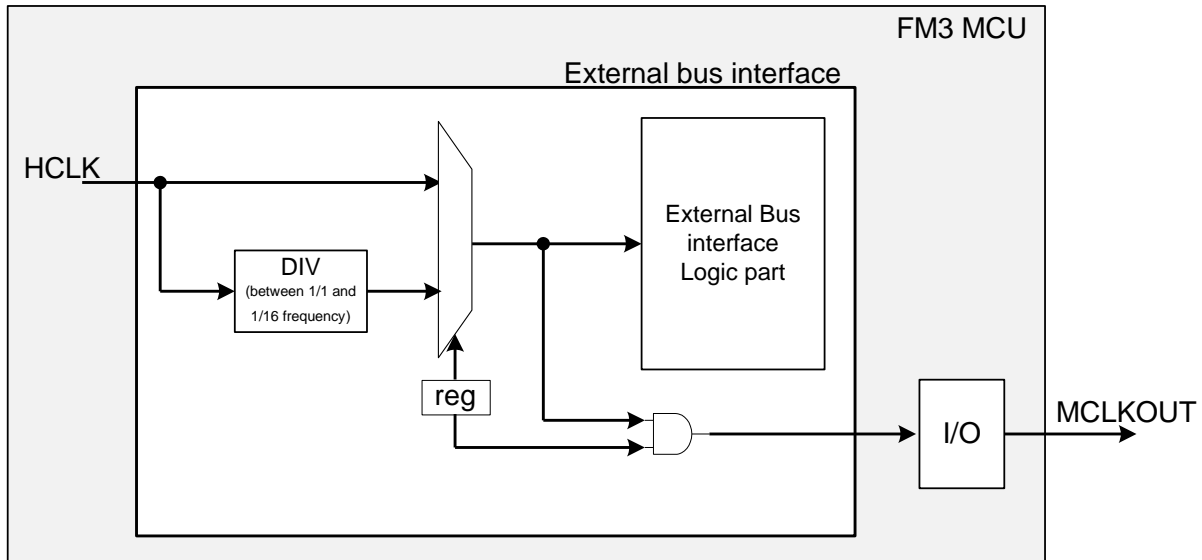 FM3 MCU
External bus interface
HCLK
External Bus
interface
Logic part
DIV
(between 1/1 and
1/16 frequency)
reg
I/O
MCLKOUT